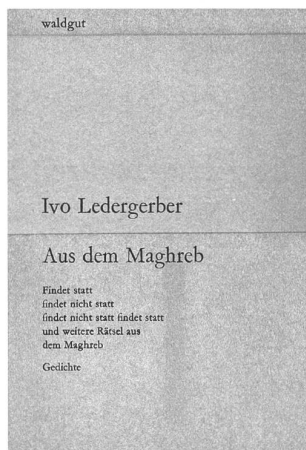 waldgut
Ivo Ledergerber
Aus dem Maghreb
Findet statt
findet nicht statt
findet nicht statt findet statt
und weitere Rätsel aus
dem Maghreb
Gedichte